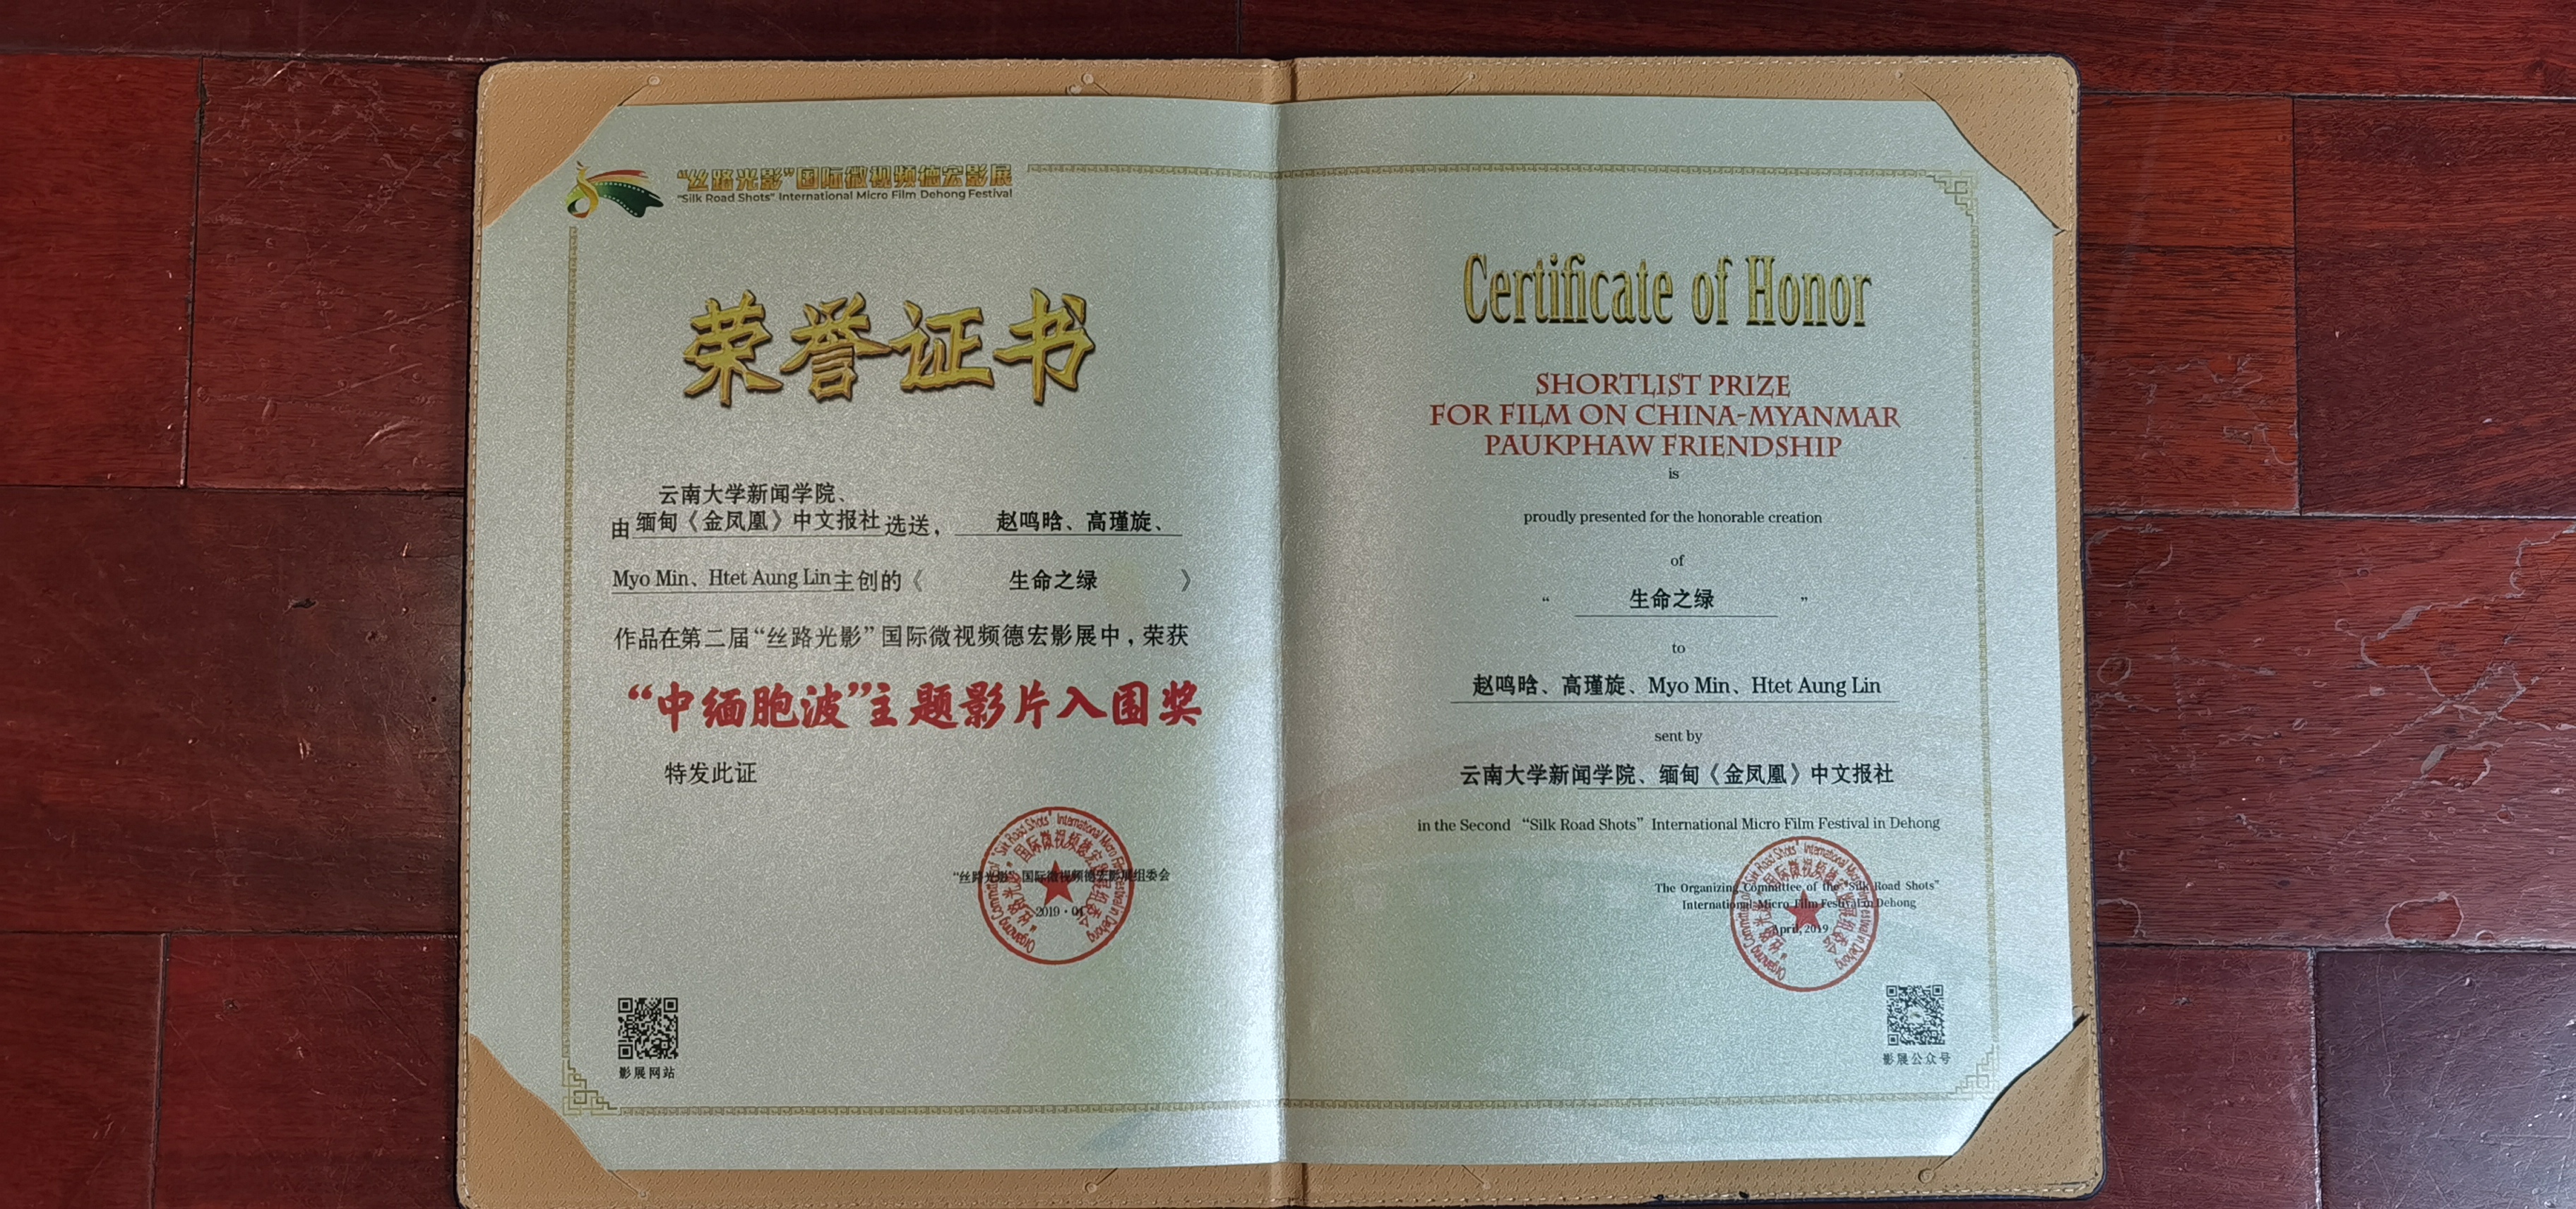 “丝路光影”国际微视频德宏影展
“Silk Road Shots” International Micro Film Dehong Festival
荣誉证书
云南大学新闻学院、
由缅甸《金凤凰》中文报社选送，赵鸣晗、高瑾旋、
Myo Min、Htet Aung Lin主创的《生命之绿》
作品在第二届“丝路光影”国际微视频德宏影展中，荣获
“中缅胞波”主题影片入围奖
特发此证
“丝路光影”国际微视频德宏影展组委会
2019·04
影展网站
Certificate of Honor
SHORTLIST PRIZE
FOR FILM ON CHINA-MYANMAR
PAUKPHAW FRIENDSHIP
is
proudly presented for the honorable creation
of
“生命之绿”
to
赵鸣晗、高瑾旋、Myo Min、Htet Aung Lin
sent by
云南大学新闻学院、缅甸《金凤凰》中文报社
in the Second “Silk Road Shots” International Micro Film Festival in Dehong
The Organizing Committee of the “Silk Road Shots”
International Micro Film Festival in Dehong
April, 2019
影展公众号